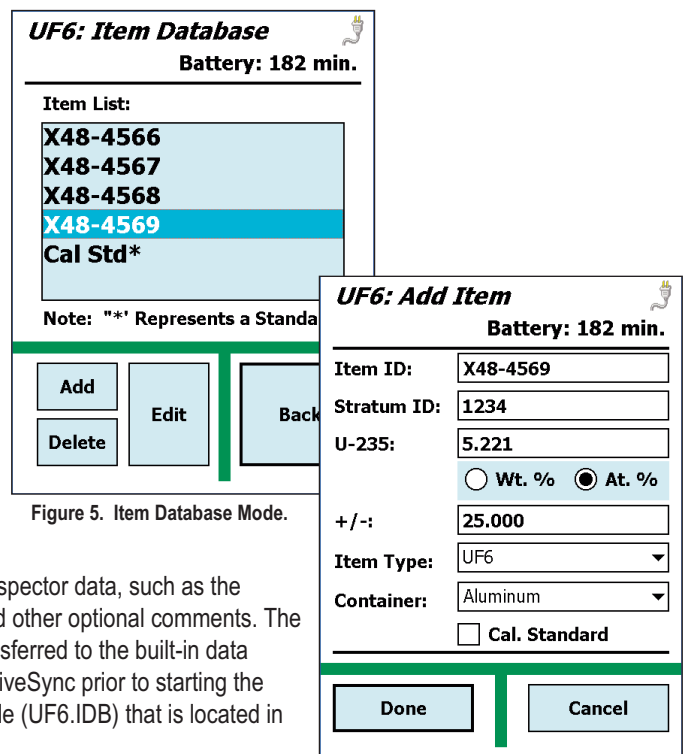 UF6: Item Database
Battery: 182 min.
Item List:
X48-4566
X48-4567
X48-4568
X48-4569
Cal Std*
Note: "*' Represents a Standa
Add
Delete
Edit
Back
Figure 5. Item Database Mode.
UF6: Add Item
Battery: 182 min.
Item ID: X48-4569
Stratum ID: 1234
U-235: 5.221
Wt. % At. %
+/-: 25.000
Item Type: UF6
Container: Aluminum
Cal. Standard
Done Cancel
spector data, such as the
d other optional comments. The
sferred to the built-in data
iveSync prior to starting the
le (UF6.IDB) that is located in